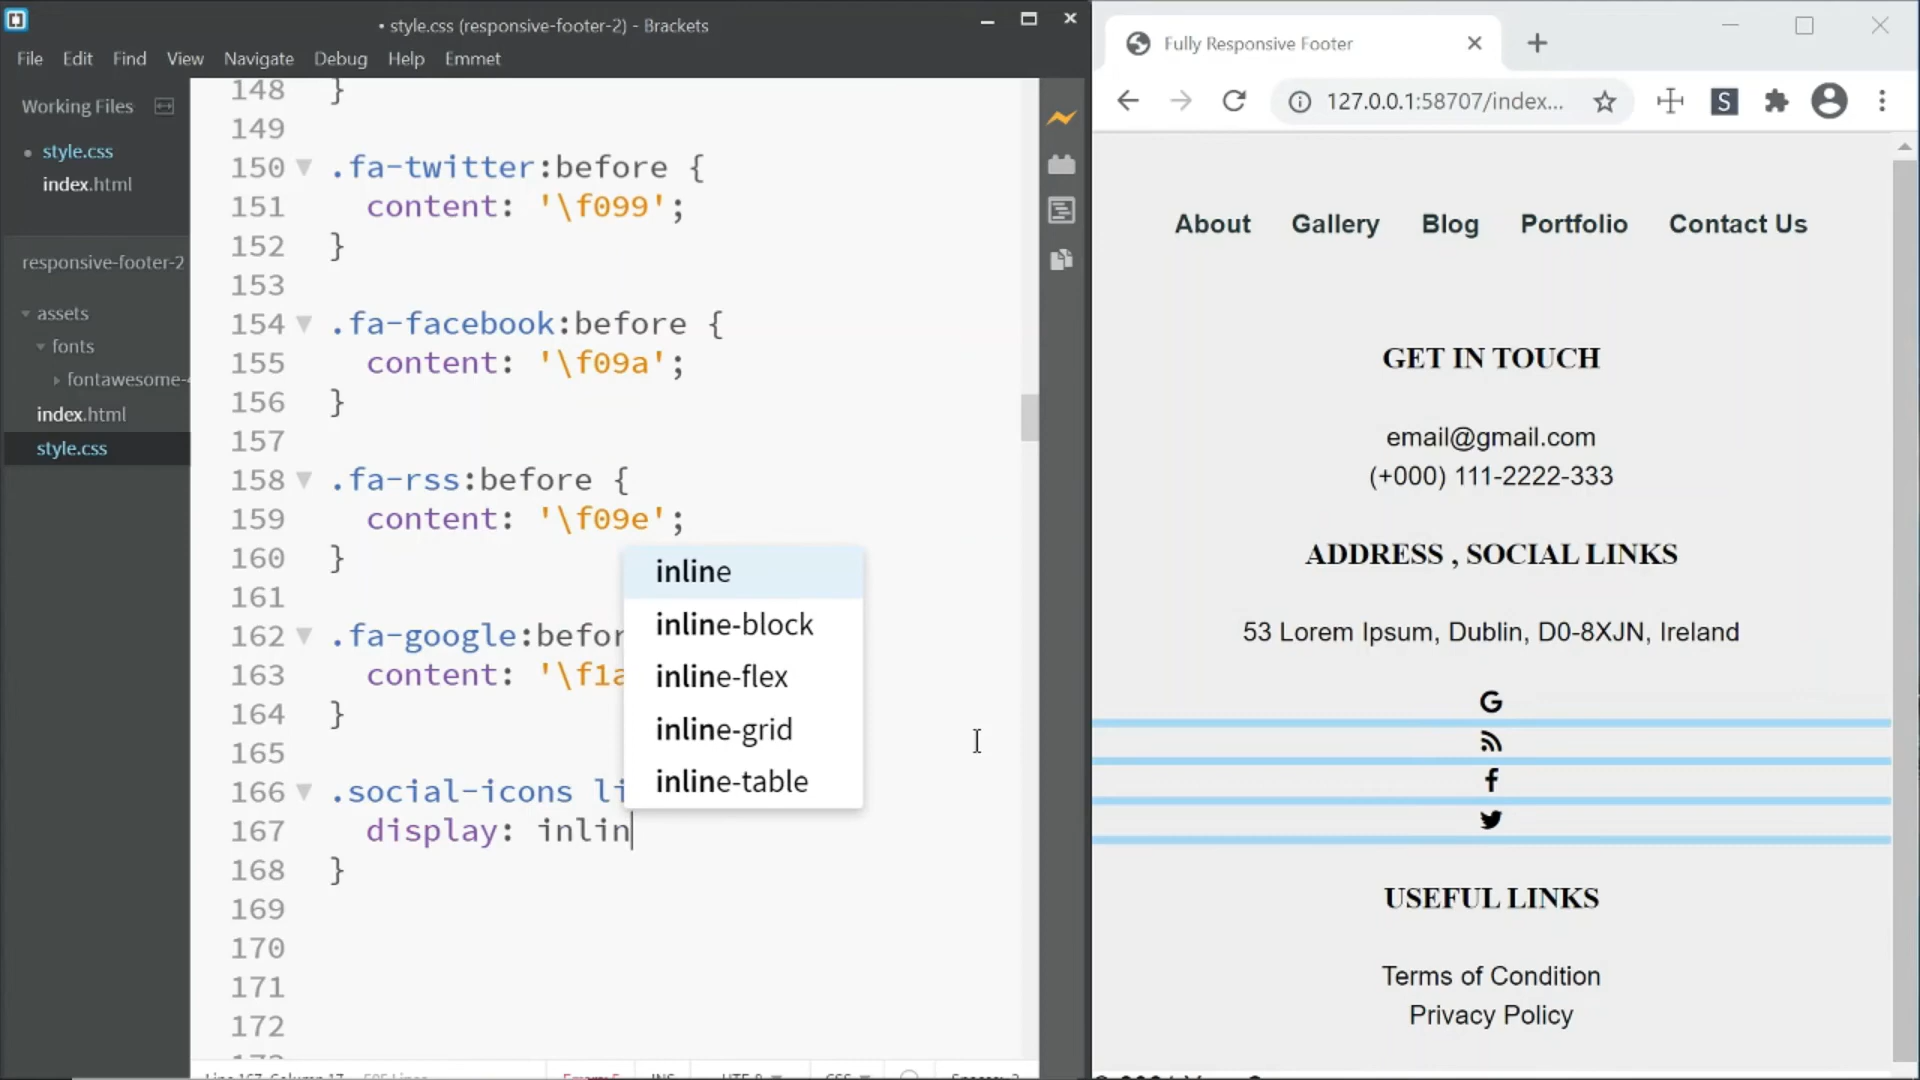 • style.css (responsive-footer-2) - Brackets
File Edit Find View Navigate Debug Help Emmet
Working Files
style.css
index.html
responsive-footer-2
assets
fonts
fontawesome-
index.html
style.css
148 }
149
150 .fa-twitter:before {
151 content: '\f099';
152 }
153
154 .fa-facebook:before {
155 content: '\f09a';
156 }
157
158 .fa-rss:before {
159 content: '\f09e';
160 }
161
162 .fa-google:befor
163 content: '\f1a
164 }
165
166 .social-icons li
167 display: inlin
168 }
169
170
171
172
inline
inline-block
inline-flex
inline-grid
inline-table
Fully Responsive Footer
127.0.0.1:58707/index...
S
About Gallery Blog Portfolio Contact Us
GET IN TOUCH
email@gmail.com
(+000) 111-2222-333
ADDRESS , SOCIAL LINKS
53 Lorem Ipsum, Dublin, D0-8XJN, Ireland
USEFUL LINKS
Terms of Condition
Privacy Policy